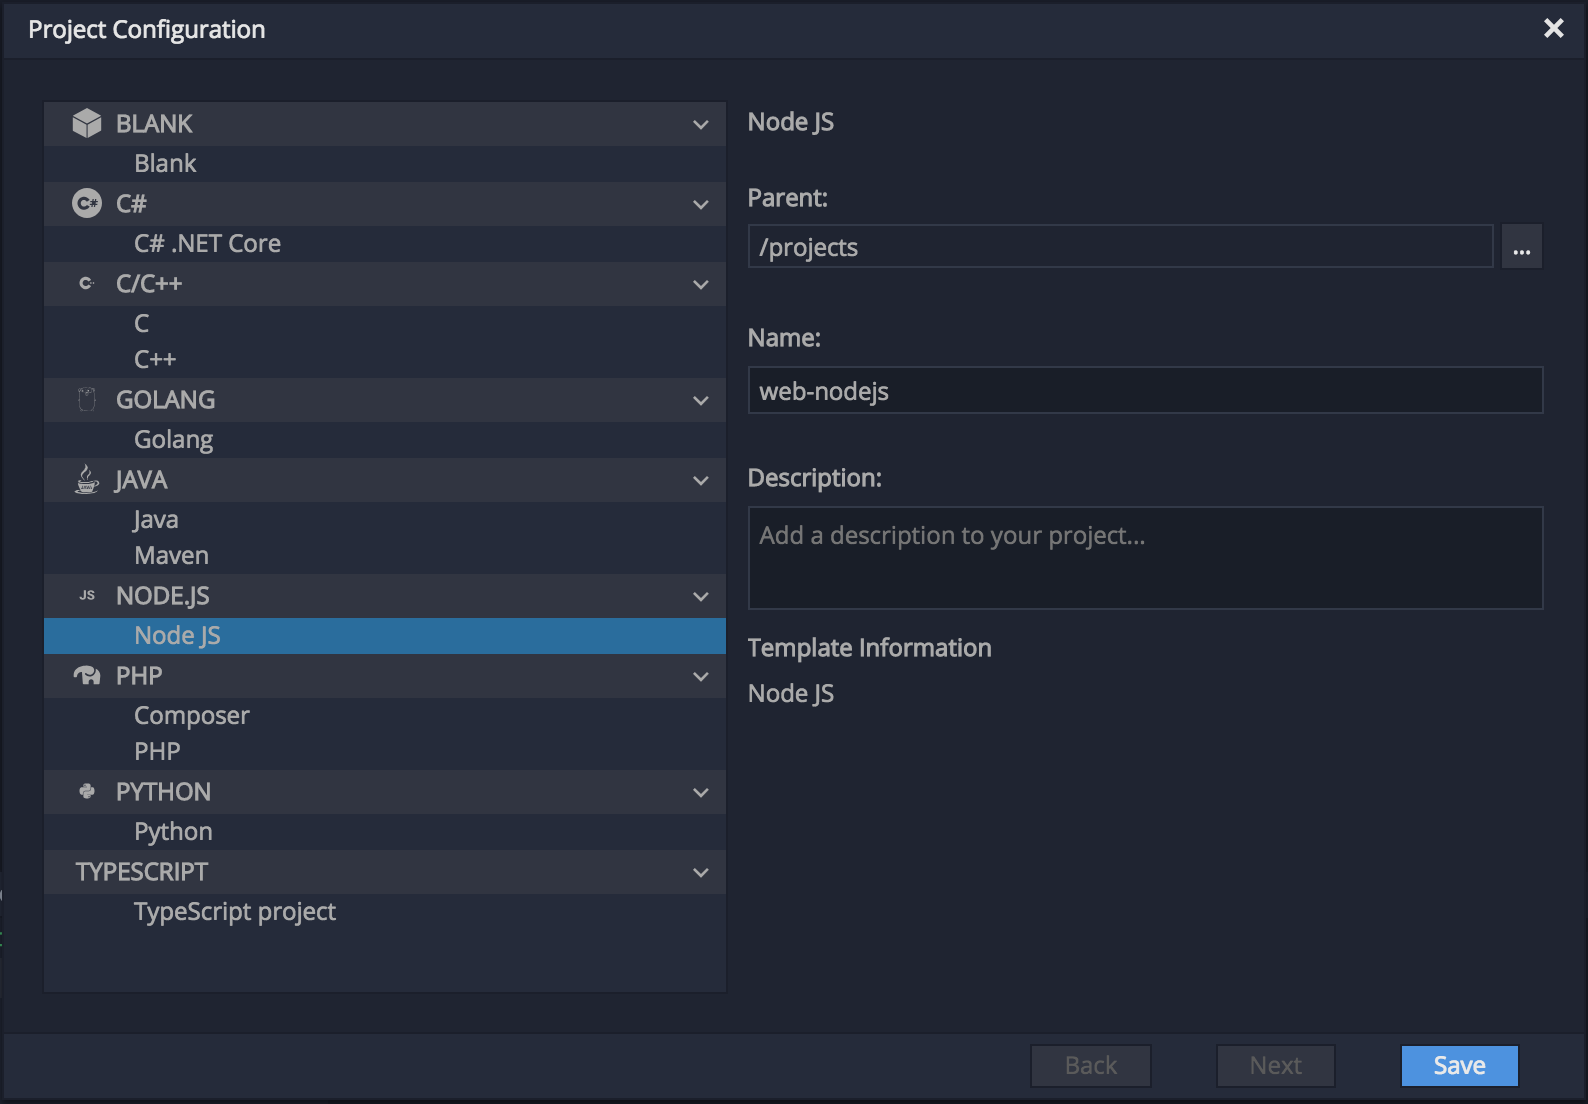 Project Configuration
BLANK
Blank
C#
C# .NET Core
C/C++
C
C++
GOLANG
Golang
JAVA
Java
Maven
JS NODE.JS
Node JS
PHP
Composer
PHP
PYTHON
Python
TYPESCRIPT
TypeScript project
Node JS
Parent:
/projects
...
Name:
web-nodejs
Description:
Add a description to your project...
Template Information
Node JS
Back
Next
Save